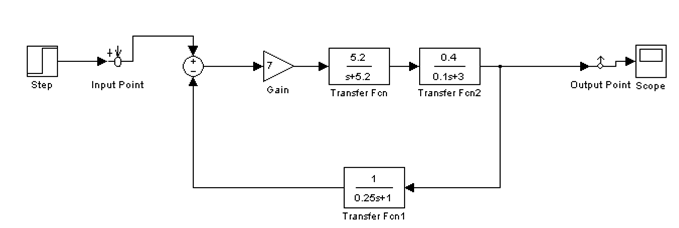 Step
Input Point
+
−
7
Gain
5.2
s+5.2
Transfer Fcn
0.4
0.1s+3
Transfer Fcn2
Output Point
Scope
1
0.25s+1
Transfer Fcn1